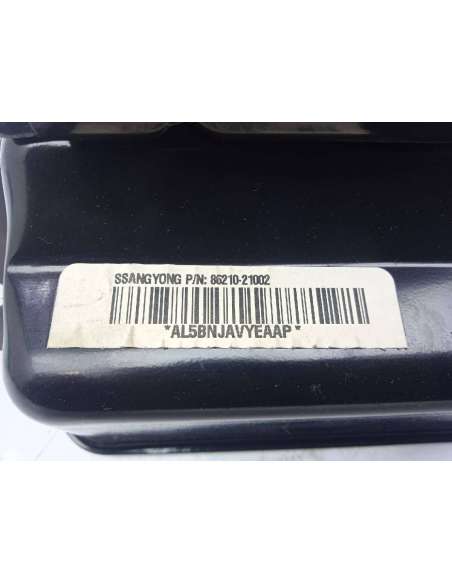 SSANGYONG P/N: 86210-21002
*AL5BNJAVYEAAP*